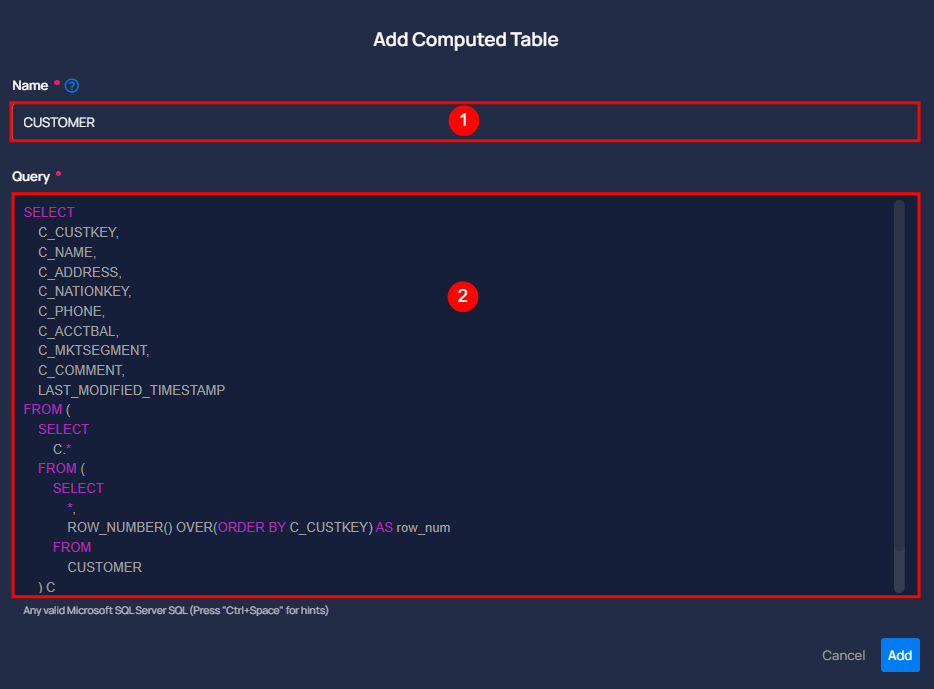 Add Computed Table
Name * ?
CUSTOMER
1
Query *
SELECT
C_CUSTKEY,
C_NAME,
C_ADDRESS,
C_NATIONKEY,
C_PHONE,
C_ACCTBAL,
C_MKTSEGMENT,
C_COMMENT,
LAST_MODIFIED_TIMESTAMP
FROM (
SELECT
C.*
FROM (
SELECT
*,
ROW_NUMBER() OVER(ORDER BY C_CUSTKEY) AS row_num
FROM
CUSTOMER
) C
2
Any valid Microsoft SQL Server SQL (Press "Ctrl+Space" for hints)
Cancel Add